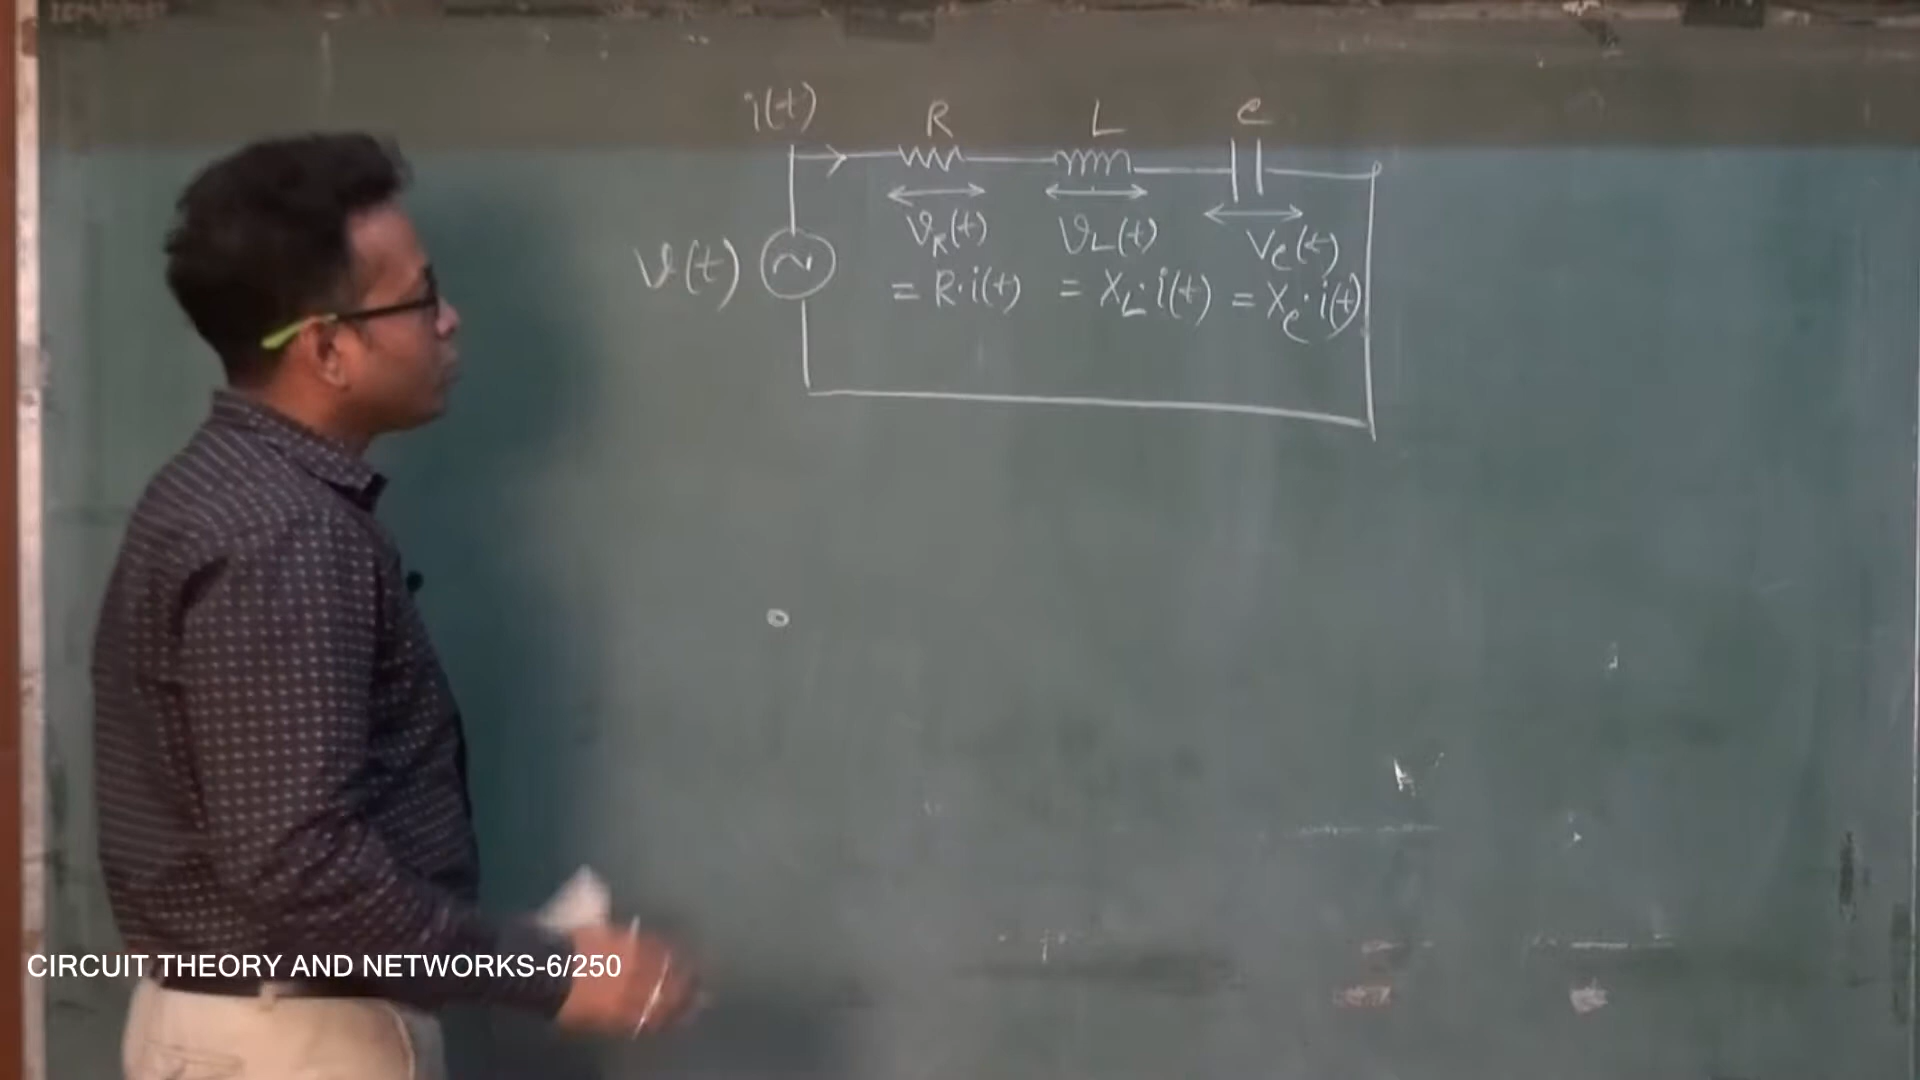 i(t)
R
L
C
v(t)
v_R(t)
v_L(t)
v_C(t)
= R·i(t)
= X_L·i(t)
= X_C·i(t)
CIRCUIT THEORY AND NETWORKS-6/250